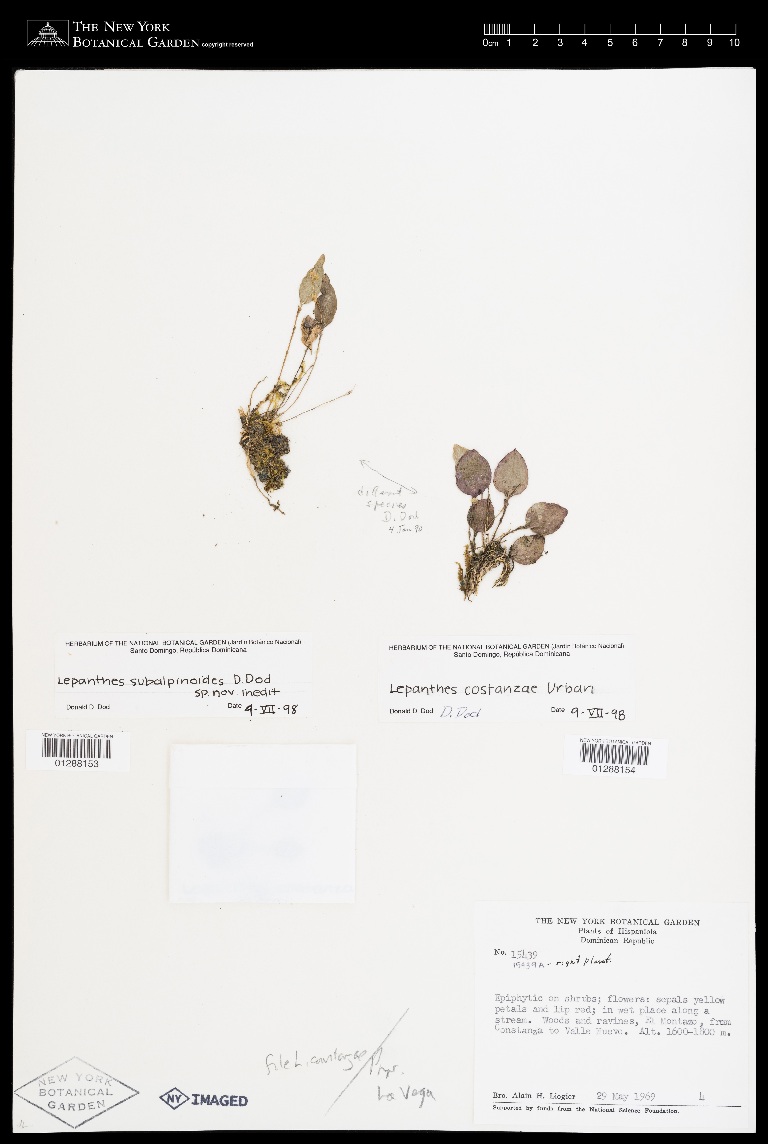 THE NEW YORK
BOTANICAL GARDEN copyright reserved
0cm 1 2 3 4 5 6 7 8 9 10
different
species
D. Dod
4 Jan 90
HERBARIUM OF THE NATIONAL BOTANICAL GARDEN (Jardín Botánico Nacional)
Santo Domingo, República Dominicana
Lepanthes subalpinoides D. Dod
sp. nov. inedit
Donald D. Dod Date 9-VII-98
HERBARIUM OF THE NATIONAL BOTANICAL GARDEN (Jardín Botánico Nacional)
Santo Domingo, República Dominicana
Lepanthes costanzae Urban
Donald D. Dod D. Dod Date 9-VII-98
NEW YORK BOTANICAL GARDEN
01288153
NEW YORK BOTANICAL GARDEN
01288154
THE NEW YORK BOTANICAL GARDEN
Plants of Hispaniola
Dominican Republic
No. 15439
15439A - right plant.
Epiphytic on shrubs; flowers: sepals yellow
petals and lip red; in wet place along a
stream. Woods and ravines, El Montazo, from
Constanza to Valle Nuevo. Alt. 1600-1800 m.
Bro. Alain H. Liogier 29 May 1969 L
Supported by funds from the National Science Foundation.
file L.
La Vega
NEW YORK
BOTANICAL
GARDEN
NY IMAGED